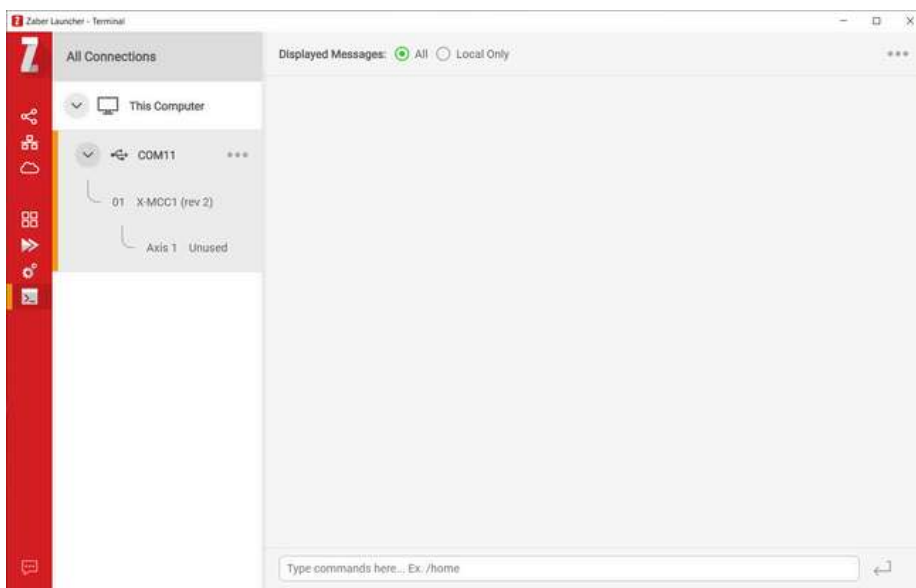 Zaber Launcher - Terminal
All Connections
Displayed Messages: All Local Only
This Computer
COM11
01 X-MCC1 (rev 2)
Axis 1 Unused
Type commands here... Ex. /home